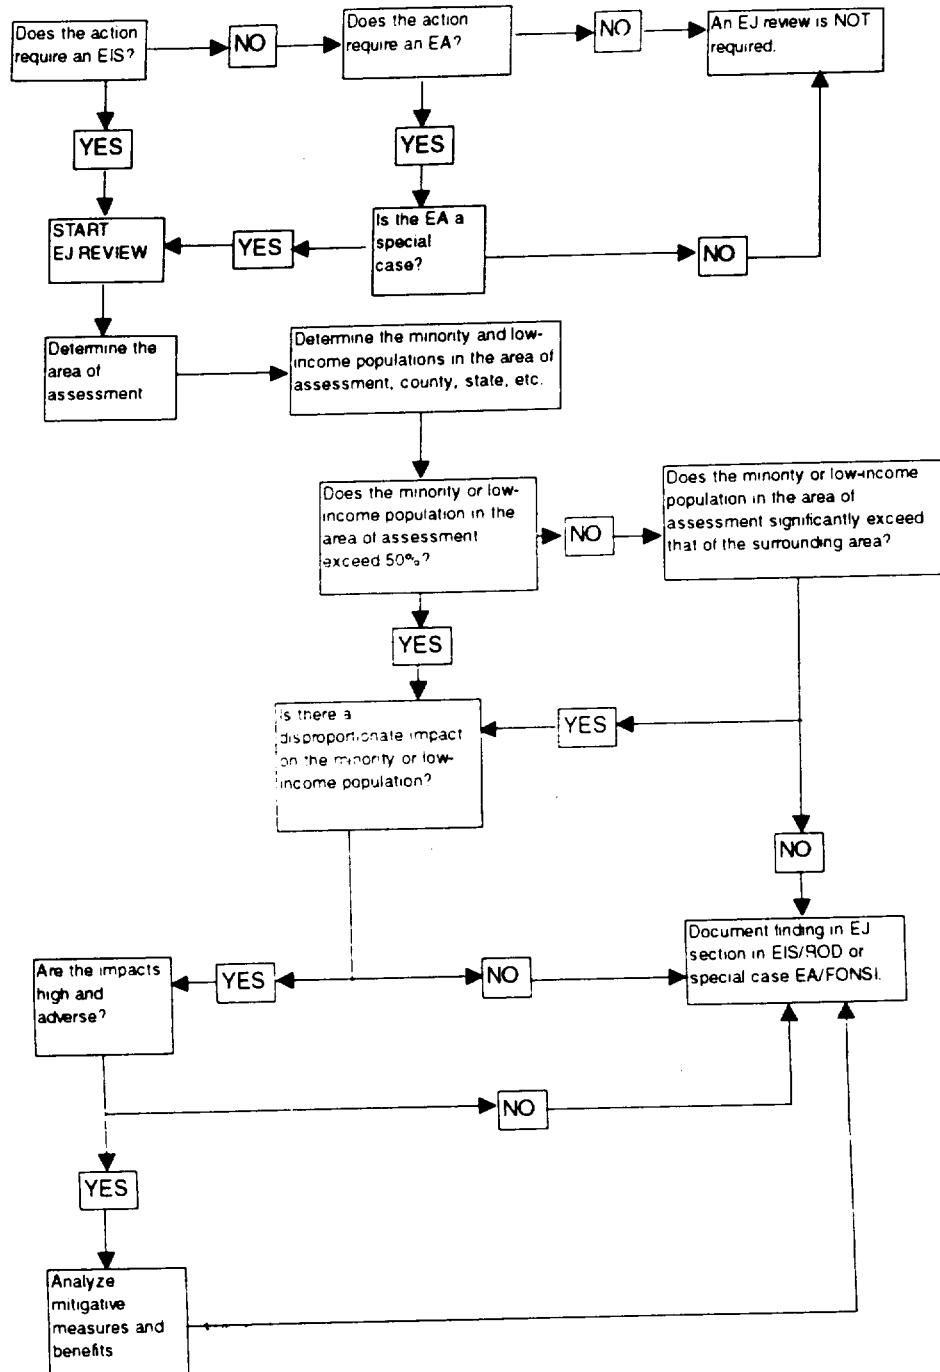 Does the action
require an EIS?
NO
Does the action
require an EA?
NO
An EJ review is NOT
required.
YES
YES
START
EJ REVIEW
YES
Is the EA a
special
case?
NO
Determine the
area of
assessment
Determine the minority and low-
income populations in the area of
assessment, county, state, etc.
Does the minority or low-
income population in the
area of assessment
exceed 50%?
NO
Does the minority or low-income
population in the area of
assessment significantly exceed
that of the surrounding area?
YES
Is there a
disproportionate impact
on the minority or low-
income population?
YES
NO
Are the impacts
high and
adverse?
YES
NO
Document finding in EJ
section in EIS/ROD or
special case EA/FONSI.
NO
YES
Analyze
mitigative
measures and
benefits